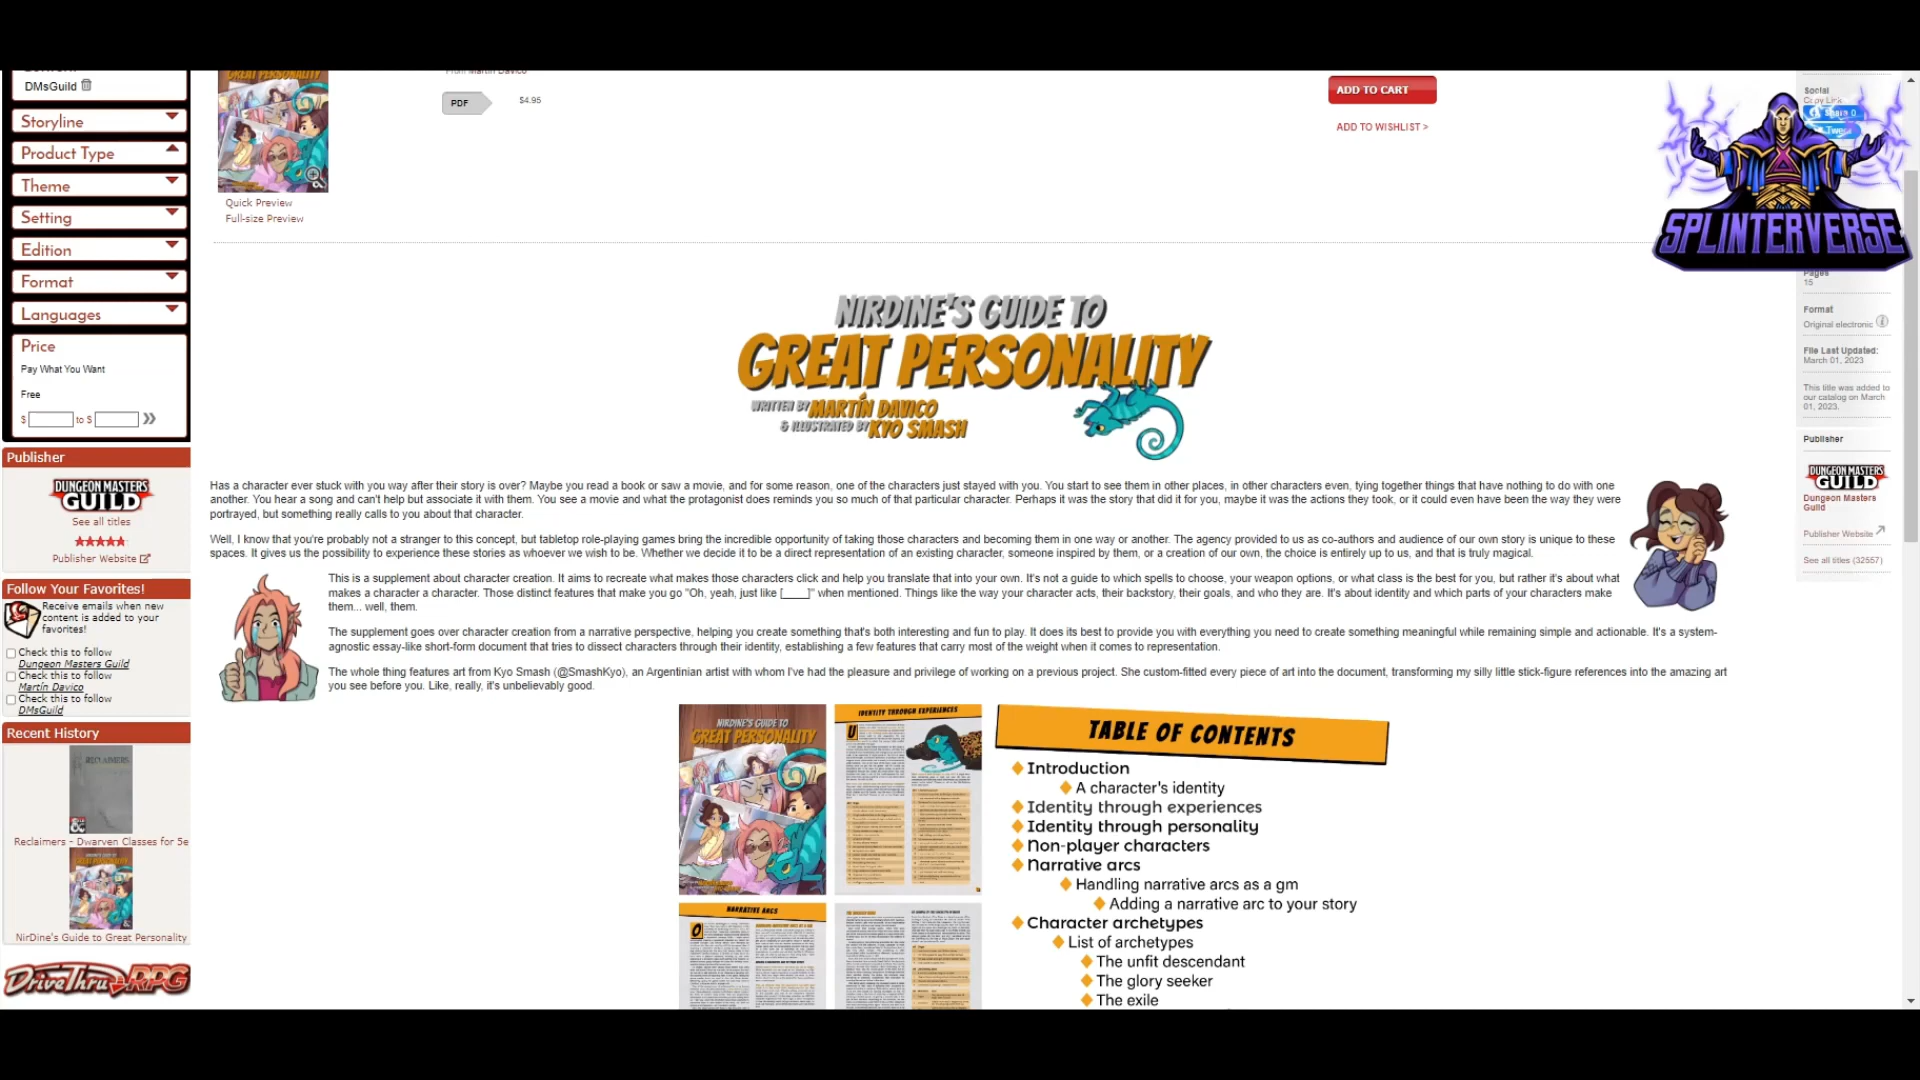 DMsGuild
Storyline
Product Type
Theme
Setting
Edition
Format
Languages
Price
Pay What You Want
Free
$ to $
Publisher
DUNGEON MASTERS
GUILD
See all titles
Publisher Website
Follow Your Favorites!
Receive emails when new
content is added to your
favorites!
Check this to follow
Dungeon Masters Guild
Check this to follow
Martín Davico
Check this to follow
DMsGuild
Recent History
RECLAIMERS
Reclaimers - Dwarven Classes for 5e
NIRDINE'S GUIDE TO
GREAT PERSONALITY
NirDine's Guide to Great Personality
DriveThruRPG
GREAT PERSONALITY
Quick Preview
Full-size Preview
From Martín Davico
PDF
$4.95
ADD TO CART
ADD TO WISHLIST >
NIRDINE'S GUIDE TO
GREAT PERSONALITY
WRITTEN BY MARTÍN DAVICO
& ILLUSTRATED BY KYO SMASH
Has a character ever stuck with you way after their story is over? Maybe you read a book or saw a movie, and for some reason, one of the characters just stayed with you. You start to see them in other places, in other characters even, tying together things that have nothing to do with one
another. You hear a song and can't help but associate it with them. You see a movie and what the protagonist does reminds you so much of that particular character. Perhaps it was the story that did it for you, maybe it was the actions they took, or it could even have been the way they were
portrayed, but something really calls to you about that character.
Well, I know that you're probably not a stranger to this concept, but tabletop role-playing games bring the incredible opportunity of taking those characters and becoming them in one way or another. The agency provided to us as co-authors and audience of our own story is unique to these
spaces. It gives us the possibility to experience these stories as whoever we wish to be. Whether we decide it to be a direct representation of an existing character, someone inspired by them, or a creation of our own, the choice is entirely up to us, and that is truly magical.
This is a supplement about character creation. It aims to recreate what makes those characters click and help you translate that into your own. It's not a guide to which spells to choose, your weapon options, or what class is the best for you, but rather it's about what
makes a character a character. Those distinct features that make you go "Oh, yeah, just like [____]" when mentioned. Things like the way your character acts, their backstory, their goals, and who they are. It's about identity and which parts of your characters make
them... well, them.
The supplement goes over character creation from a narrative perspective, helping you create something that's both interesting and fun to play. It does its best to provide you with everything you need to create something meaningful while remaining simple and actionable. It's a system-
agnostic essay-like short-form document that tries to dissect characters through their identity, establishing a few features that carry most of the weight when it comes to representation.
The whole thing features art from Kyo Smash (@SmashKyo), an Argentinian artist with whom I've had the pleasure and privilege of working on a previous project. She custom-fitted every piece of art into the document, transforming my silly little stick-figure references into the amazing art
you see before you. Like, really, it's unbelievably good.
NIRDINE'S GUIDE TO
GREAT PERSONALITY
IDENTITY THROUGH EXPERIENCES
NARRATIVE ARCS
TABLE OF CONTENTS
Introduction
A character's identity
Identity through experiences
Identity through personality
Non-player characters
Narrative arcs
Handling narrative arcs as a gm
Adding a narrative arc to your story
Character archetypes
List of archetypes
The unfit descendant
The glory seeker
The exile
Social
Copy Link
Share 0
Tweet
SPLINTERVERSE
Pages
15
Format
Original electronic
File Last Updated:
March 01, 2023
This title was added to
our catalog on March
01, 2023.
Publisher
DUNGEON MASTERS
GUILD
Dungeon Masters
Guild
Publisher Website
See all titles (32557)